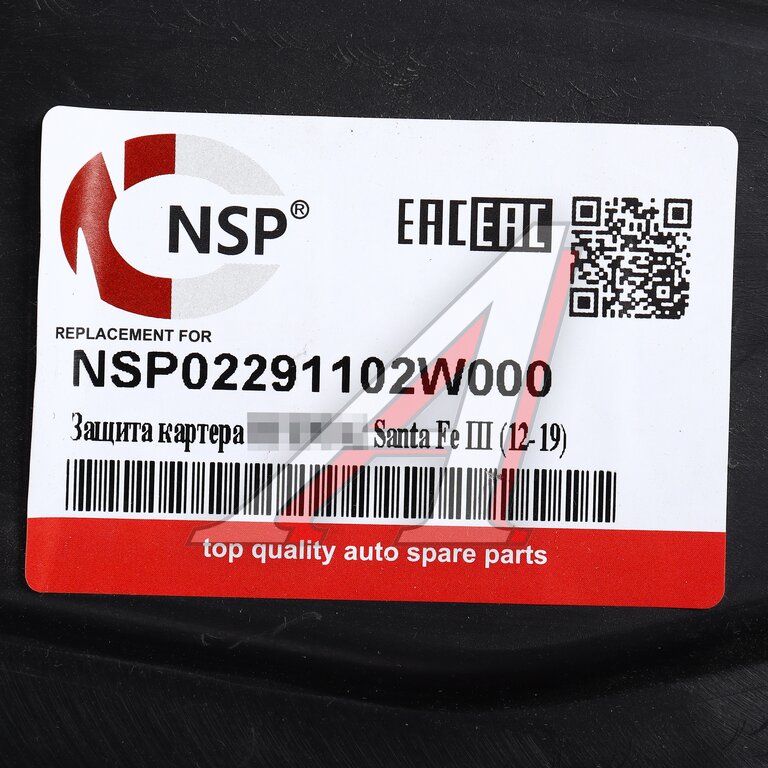 NSP®
EAC EAC
REPLACEMENT FOR
NSP02291102W000
Защита картера Santa Fe III (12-19)
top quality auto spare parts